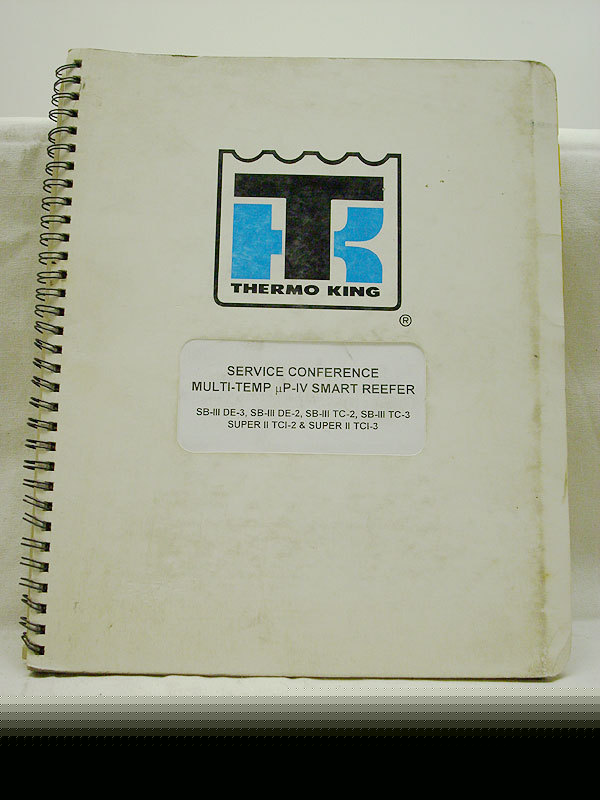 TK
THERMO KING
®
SERVICE CONFERENCE
MULTI-TEMP µP-IV SMART REEFER
SB-III DE-3, SB-III DE-2, SB-III TC-2, SB-III TC-3
SUPER II TCI-2 & SUPER II TCI-3